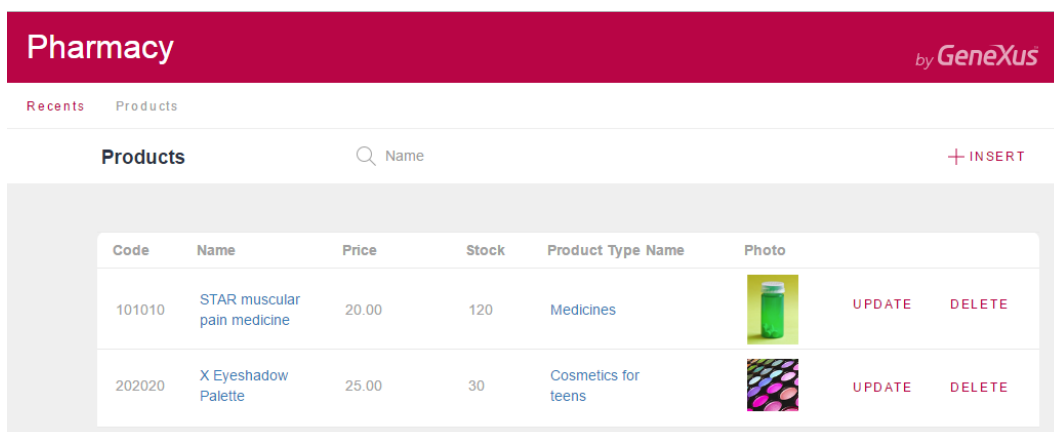 Pharmacy
by GeneXus
Recents Products
Products
Name
INSERT
Code Name Price Stock Product Type Name Photo
101010 STAR muscular pain medicine 20.00 120 Medicines UPDATE DELETE
202020 X Eyeshadow Palette 25.00 30 Cosmetics for teens UPDATE DELETE